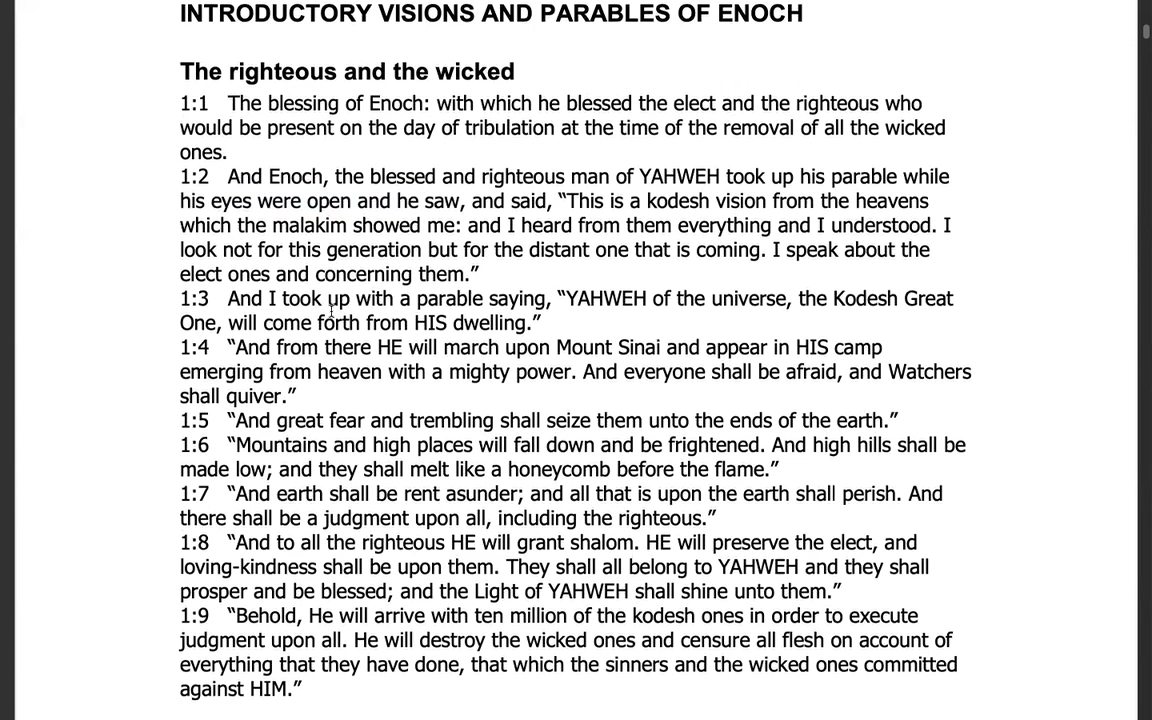 INTRODUCTORY VISIONS AND PARABLES OF ENOCH
The righteous and the wicked
1:1 The blessing of Enoch: with which he blessed the elect and the righteous who
would be present on the day of tribulation at the time of the removal of all the wicked
ones.
1:2 And Enoch, the blessed and righteous man of YAHWEH took up his parable while
his eyes were open and he saw, and said, “This is a kodesh vision from the heavens
which the malakim showed me: and I heard from them everything and I understood. I
look not for this generation but for the distant one that is coming. I speak about the
elect ones and concerning them.”
1:3 And I took up with a parable saying, “YAHWEH of the universe, the Kodesh Great
One, will come forth from HIS dwelling.”
1:4 “And from there HE will march upon Mount Sinai and appear in HIS camp
emerging from heaven with a mighty power. And everyone shall be afraid, and Watchers
shall quiver.”
1:5 “And great fear and trembling shall seize them unto the ends of the earth.”
1:6 “Mountains and high places will fall down and be frightened. And high hills shall be
made low; and they shall melt like a honeycomb before the flame.”
1:7 “And earth shall be rent asunder; and all that is upon the earth shall perish. And
there shall be a judgment upon all, including the righteous.”
1:8 “And to all the righteous HE will grant shalom. HE will preserve the elect, and
loving-kindness shall be upon them. They shall all belong to YAHWEH and they shall
prosper and be blessed; and the Light of YAHWEH shall shine unto them.”
1:9 “Behold, He will arrive with ten million of the kodesh ones in order to execute
judgment upon all. He will destroy the wicked ones and censure all flesh on account of
everything that they have done, that which the sinners and the wicked ones committed
against HIM.”